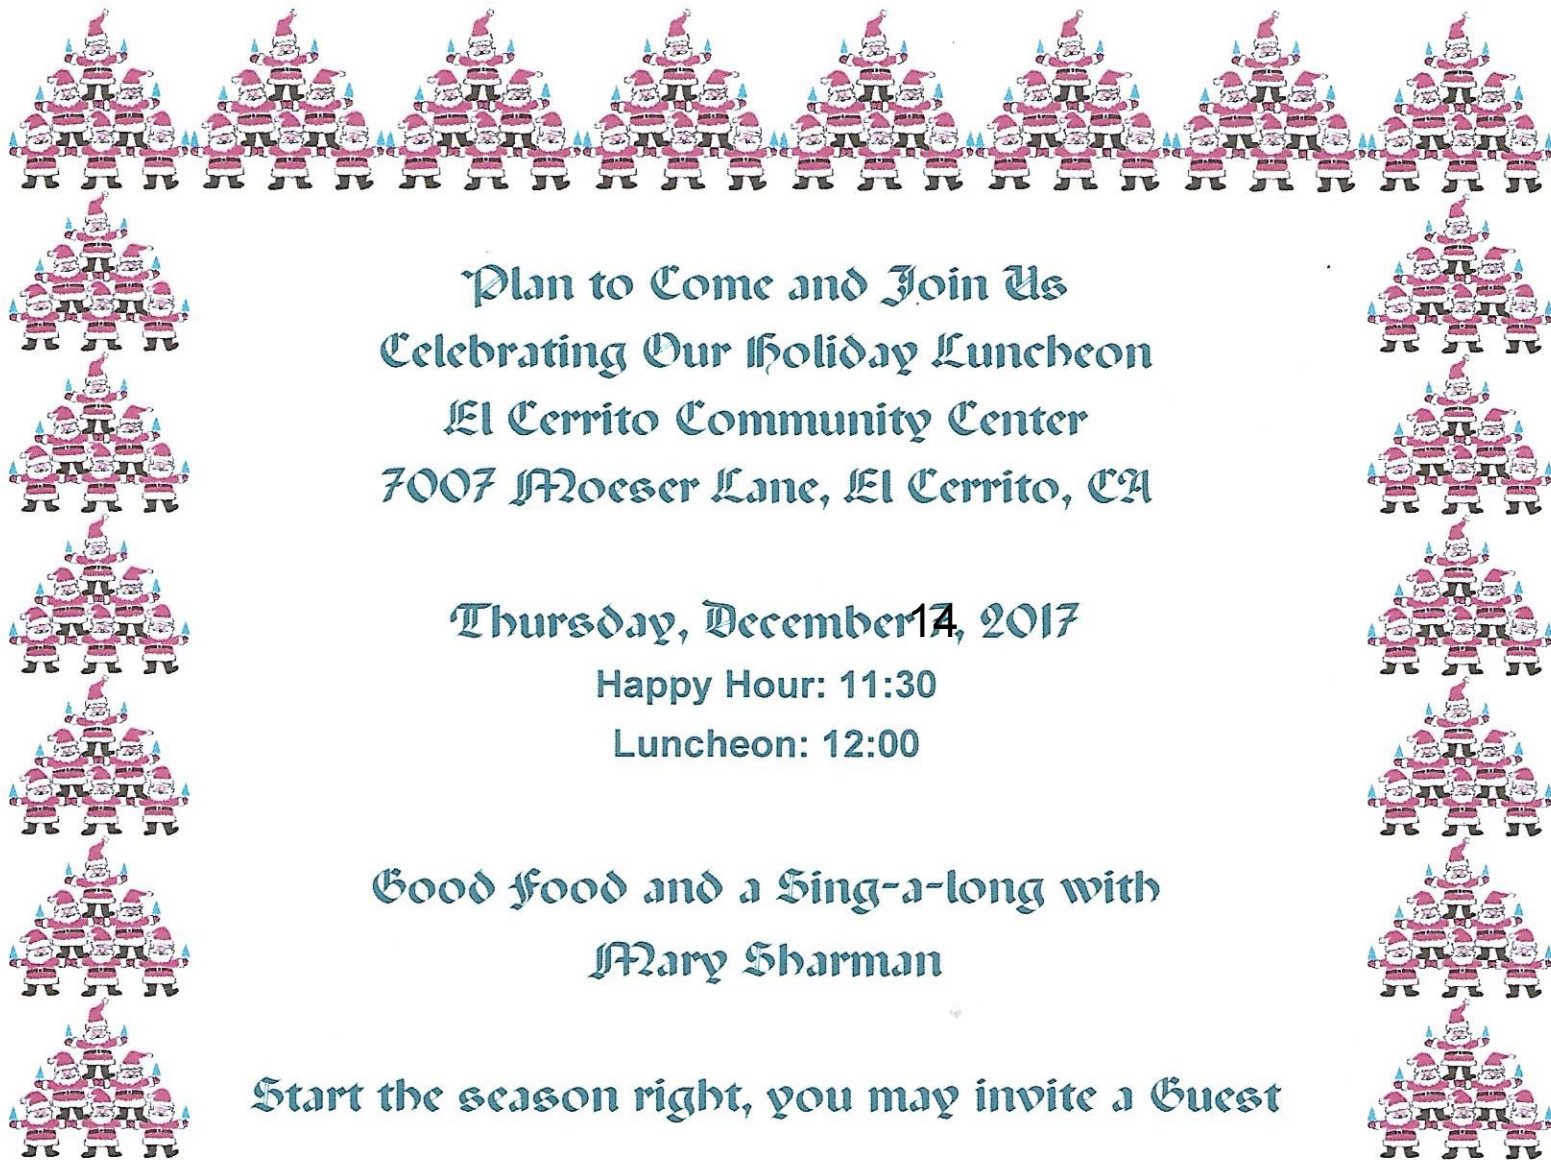 Plan to Come and Join Us
Celebrating Our Holiday Luncheon
El Cerrito Community Center
7007 Moeser Lane, El Cerrito, CA
Thursday, December 14, 2017
Happy Hour: 11:30
Luncheon: 12:00
Good Food and a Sing-a-long with
Mary Sharman
Start the season right, you may invite a Guest